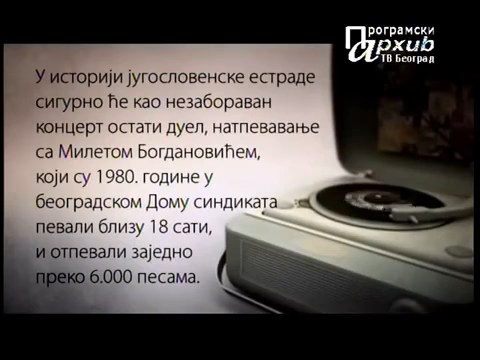 Програмски
Архив
ТВ Београд
У историји југословенске естраде
сигурно ће као незабораван
концерт остати дуел, натпевавање
са Милетом Богдановићем,
који су 1980. године у
београдском Дому синдиката
певали близу 18 сати,
и отпевали заједно
преко 6.000 песама.